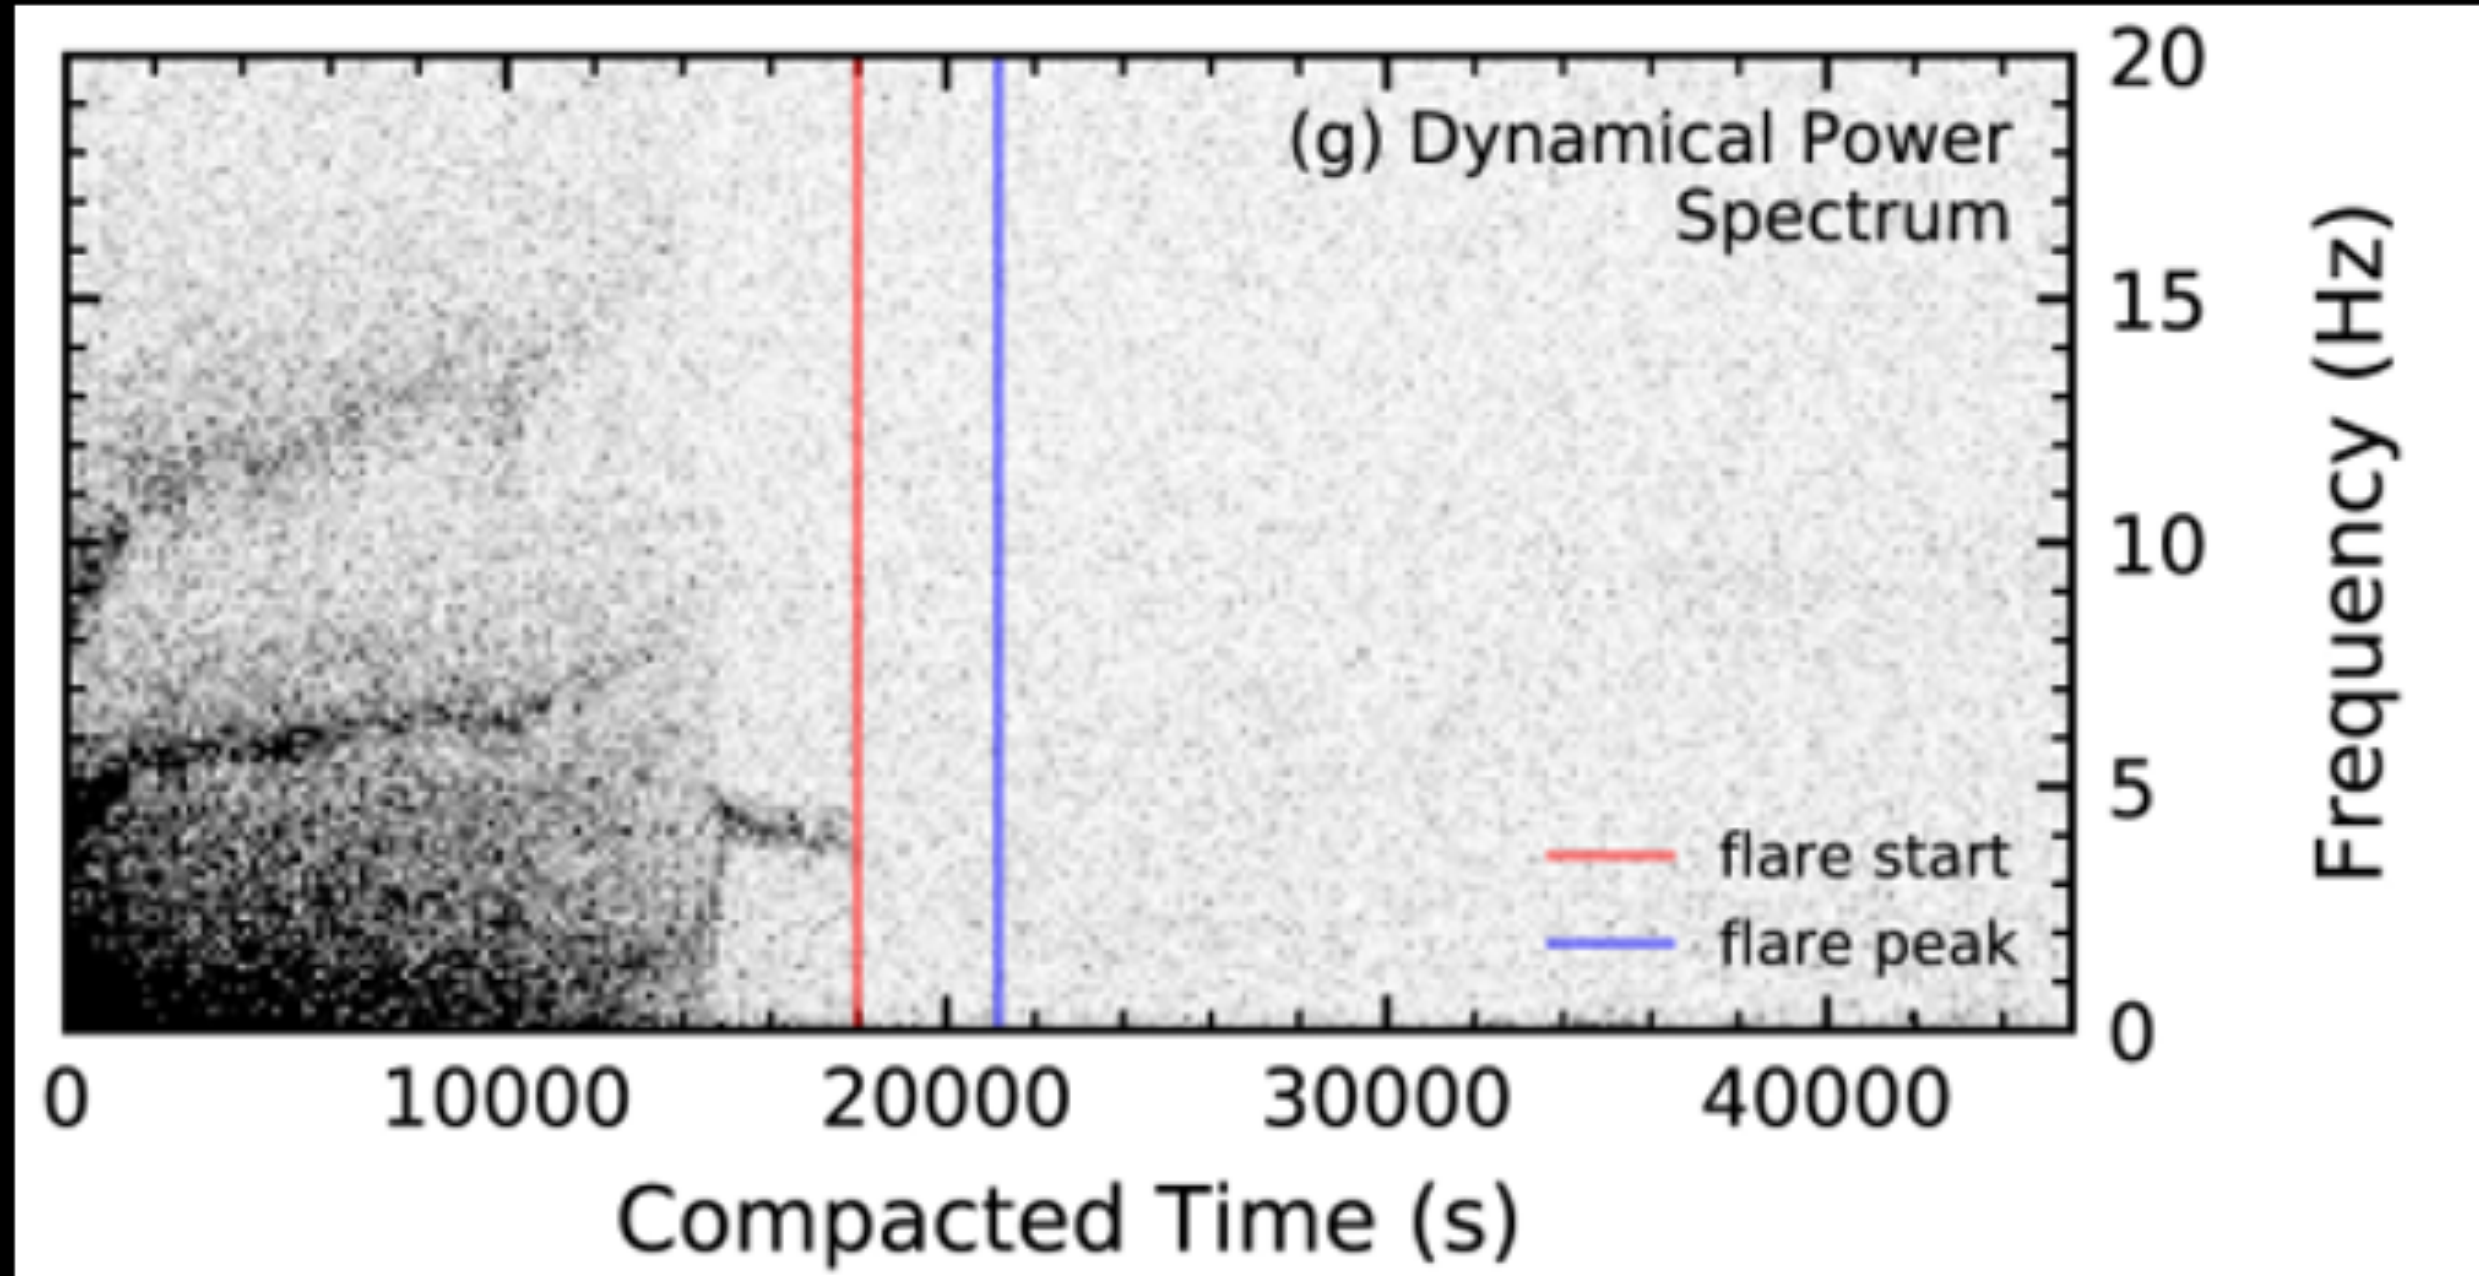 (g) Dynamical Power
Spectrum
flare start
flare peak
20
15
10
5
0
Frequency (Hz)
0 10000 20000 30000 40000
Compacted Time (s)